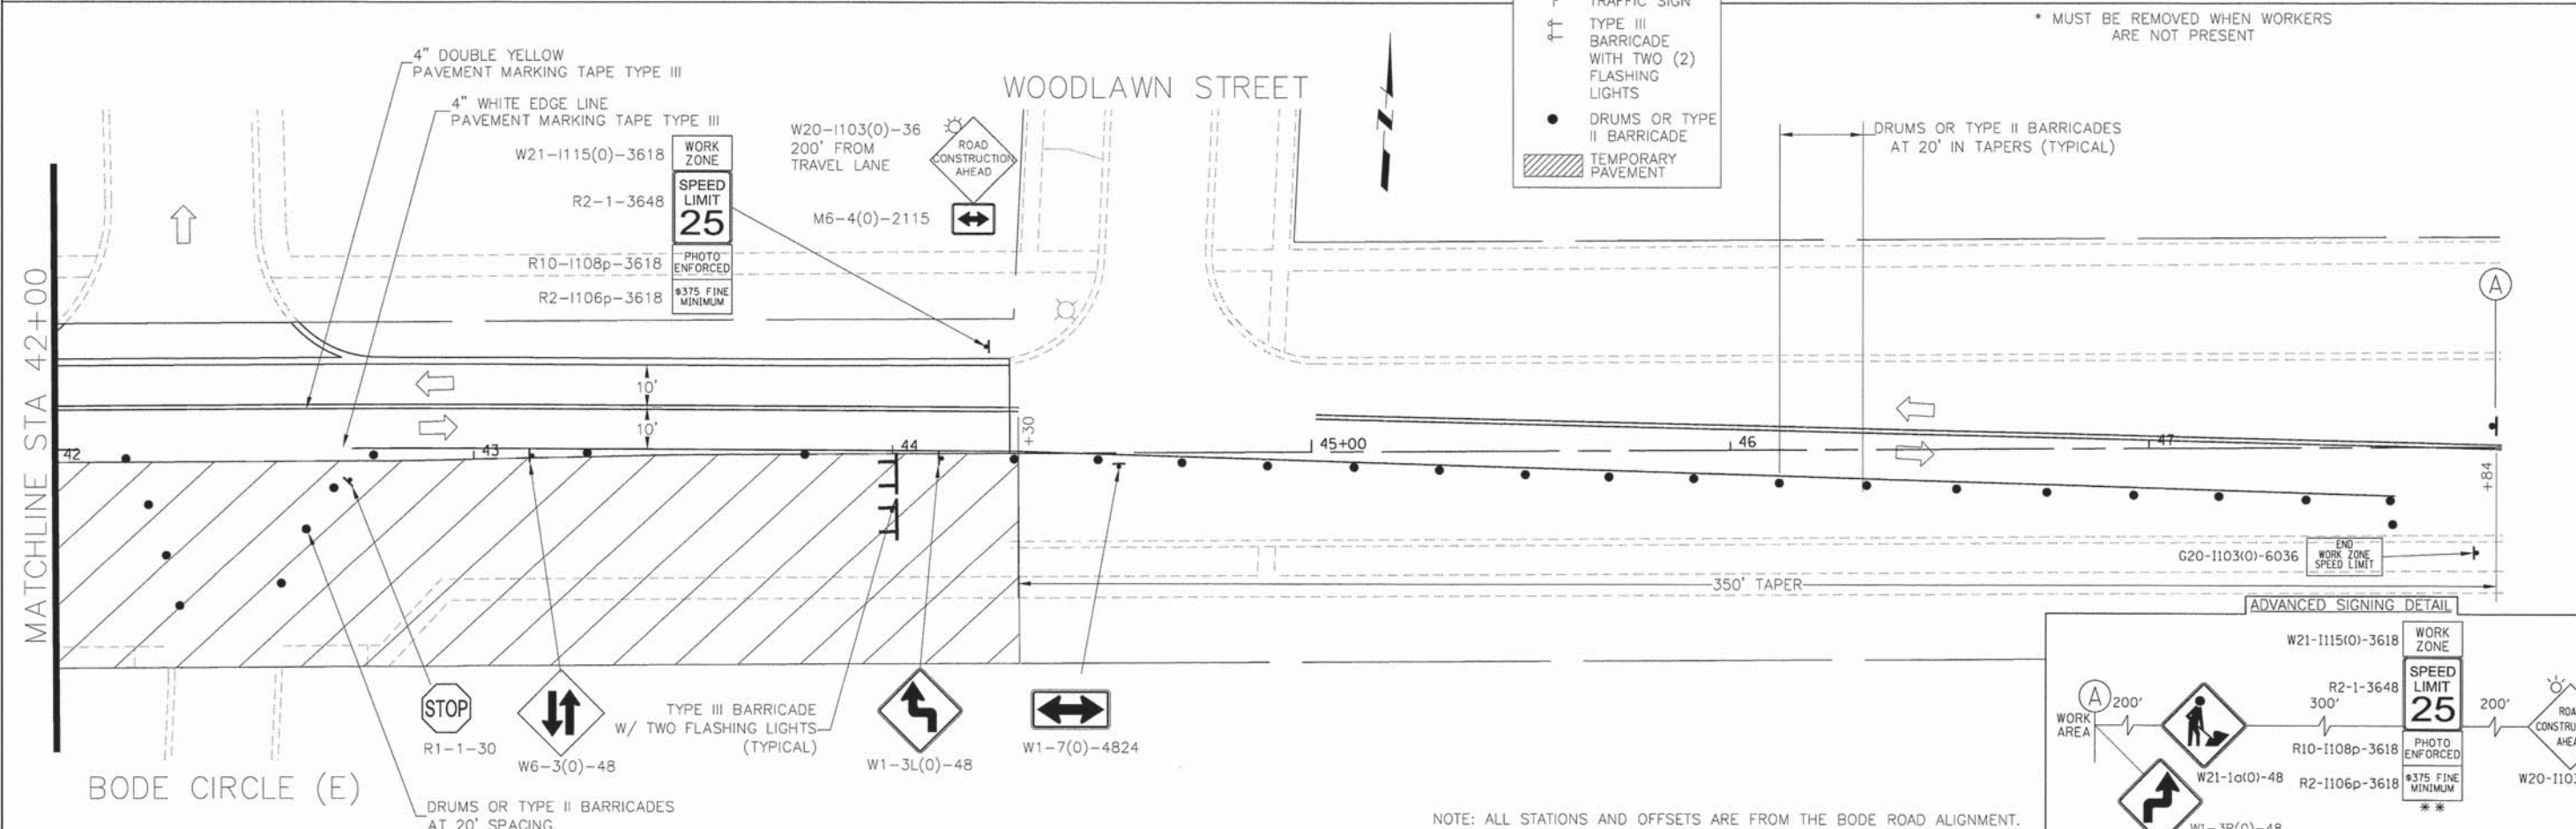 TRAFFIC SIGN
TYPE III
BARRICADE
WITH TWO (2)
FLASHING
LIGHTS
DRUMS OR TYPE
II BARRICADE
TEMPORARY
PAVEMENT
* MUST BE REMOVED WHEN WORKERS
ARE NOT PRESENT
4" DOUBLE YELLOW
PAVEMENT MARKING TAPE TYPE III
4" WHITE EDGE LINE
PAVEMENT MARKING TAPE TYPE III
W21-I115(O)-3618
WORK
ZONE
R2-1-3648
SPEED
LIMIT
25
R10-I108p-3618
PHOTO
ENFORCED
R2-I106p-3618
$375 FINE
MINIMUM
W20-I103(O)-36
200' FROM
TRAVEL LANE
ROAD
CONSTRUCTION
AHEAD
M6-4(O)-2115
WOODLAWN STREET
N
DRUMS OR TYPE II BARRICADES
AT 20' IN TAPERS (TYPICAL)
A
MATCHLINE STA 42+00
10'
10'
42
43
44
+30
45+00
46
47
+84
G20-I103(O)-6036
END
WORK ZONE
SPEED LIMIT
350' TAPER
STOP
R1-1-30
W6-3(O)-48
TYPE III BARRICADE
W/ TWO FLASHING LIGHTS
(TYPICAL)
W1-3L(O)-48
W1-7(O)-4824
BODE CIRCLE (E)
DRUMS OR TYPE II BARRICADES
AT 20' SPACING
NOTE: ALL STATIONS AND OFFSETS ARE FROM THE BODE ROAD ALIGNMENT.
ADVANCED SIGNING DETAIL
W21-I115(O)-3618
WORK
ZONE
R2-1-3648
SPEED
LIMIT
25
A
WORK
AREA
200'
300'
200'
R10-I108p-3618
PHOTO
ENFORCED
R2-I106p-3618
$375 FINE
MINIMUM
**
W21-1a(O)-48
W1-3R(O)-48